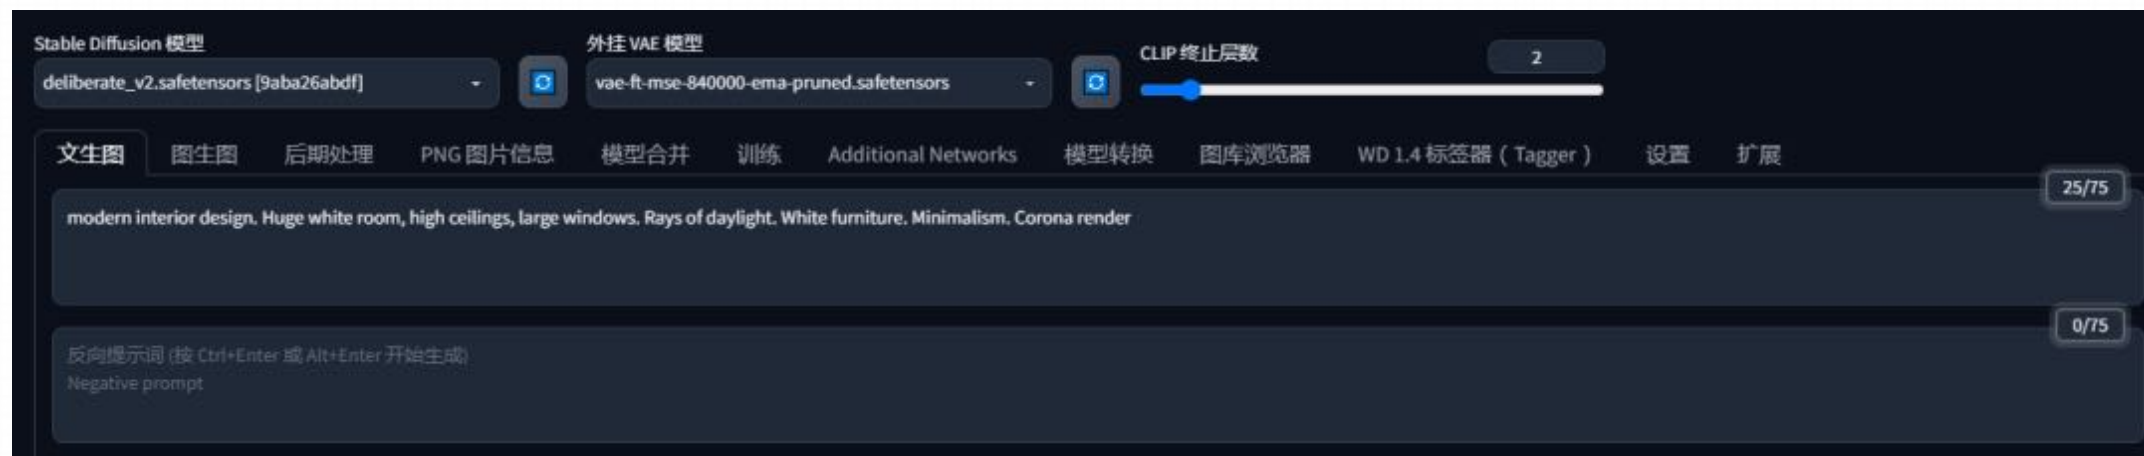 Stable Diffusion 模型
外挂 VAE 模型
CLIP 终止层数
2
deliberate_v2.safetensors [9aba26abdf]
vae-ft-mse-840000-ema-pruned.safetensors
文生图 图生图 后期处理 PNG 图片信息 模型合并 训练 Additional Networks 模型转换 图库浏览器 WD 1.4 标签器 ( Tagger ) 设置 扩展
25/75
modern interior design. Huge white room, high ceilings, large windows. Rays of daylight. White furniture. Minimalism. Corona render
0/75
反向提示词 (按 Ctrl+Enter 或 Alt+Enter 开始生成)
Negative prompt